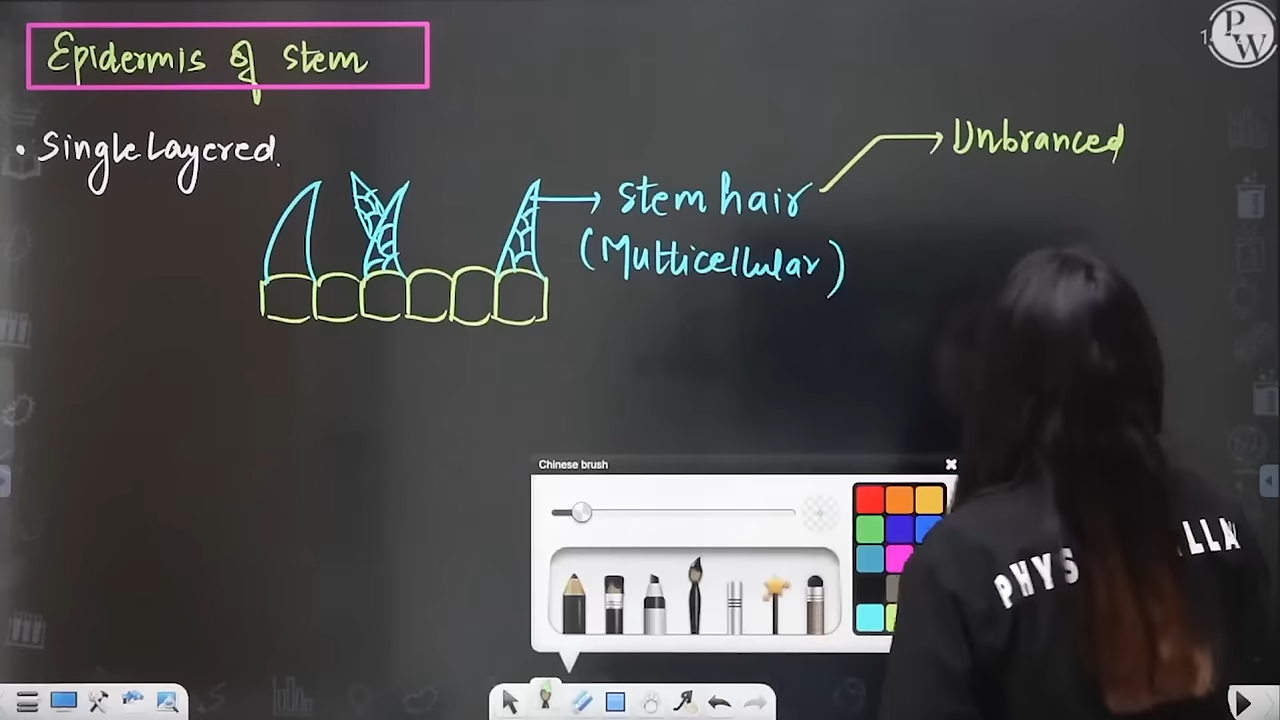 Epidermis of stem
PW
• Single Layered.
Unbranced
stem hair
(Multicellular)
Chinese brush
PHYS LLA